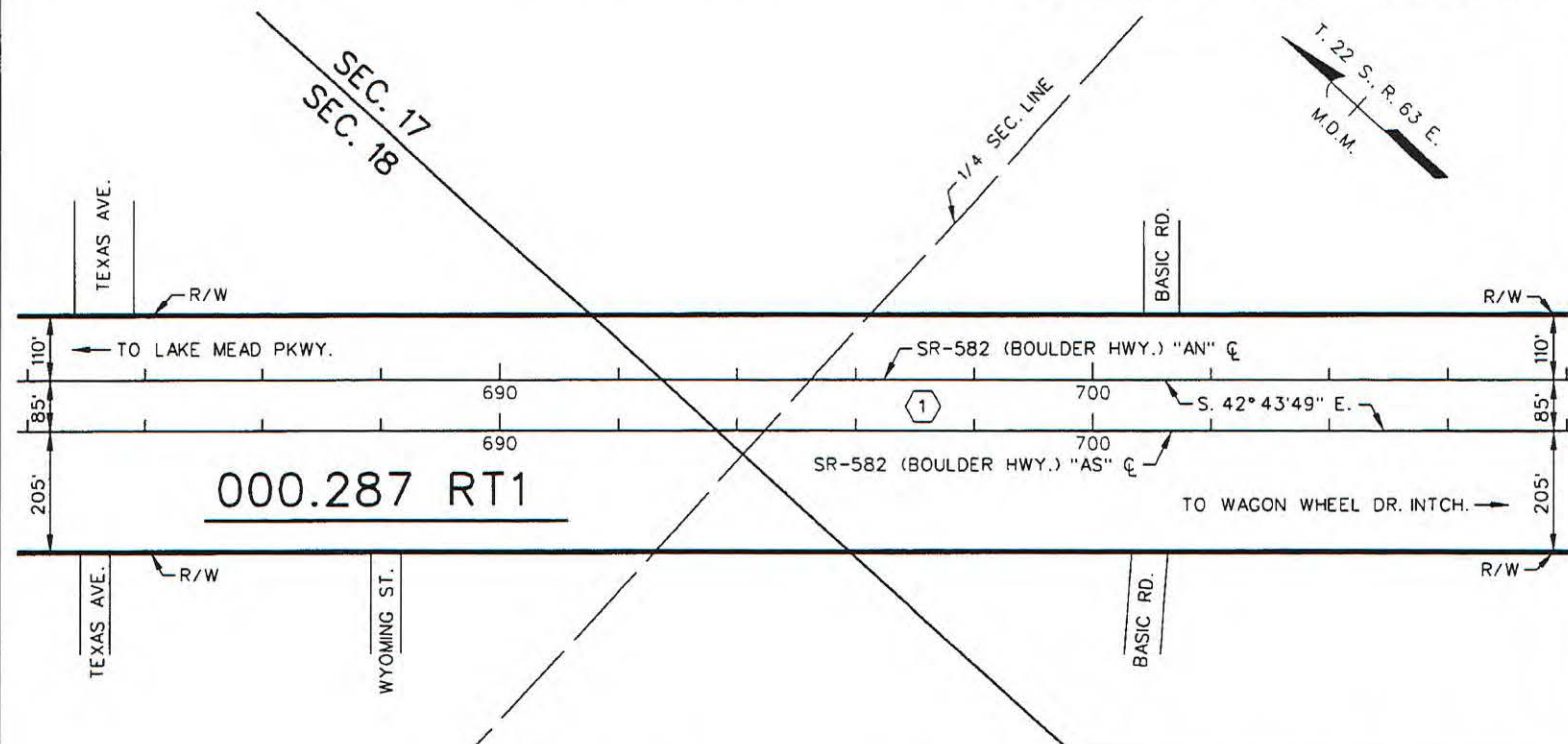 SEC. 17
SEC. 18
1/4 SEC. LINE
T. 22 S., R. 63 E.
M.D.M.
TEXAS AVE.
BASIC RD.
R/W
R/W
110'
TO LAKE MEAD PKWY.
SR-582 (BOULDER HWY.) "AN" ℄
110'
85'
690
1
700
S. 42°43'49" E.
85'
690
700
SR-582 (BOULDER HWY.) "AS" ℄
205'
000.287 RT1
TO WAGON WHEEL DR. INTCH.
205'
R/W
R/W
TEXAS AVE.
WYOMING ST.
BASIC RD.